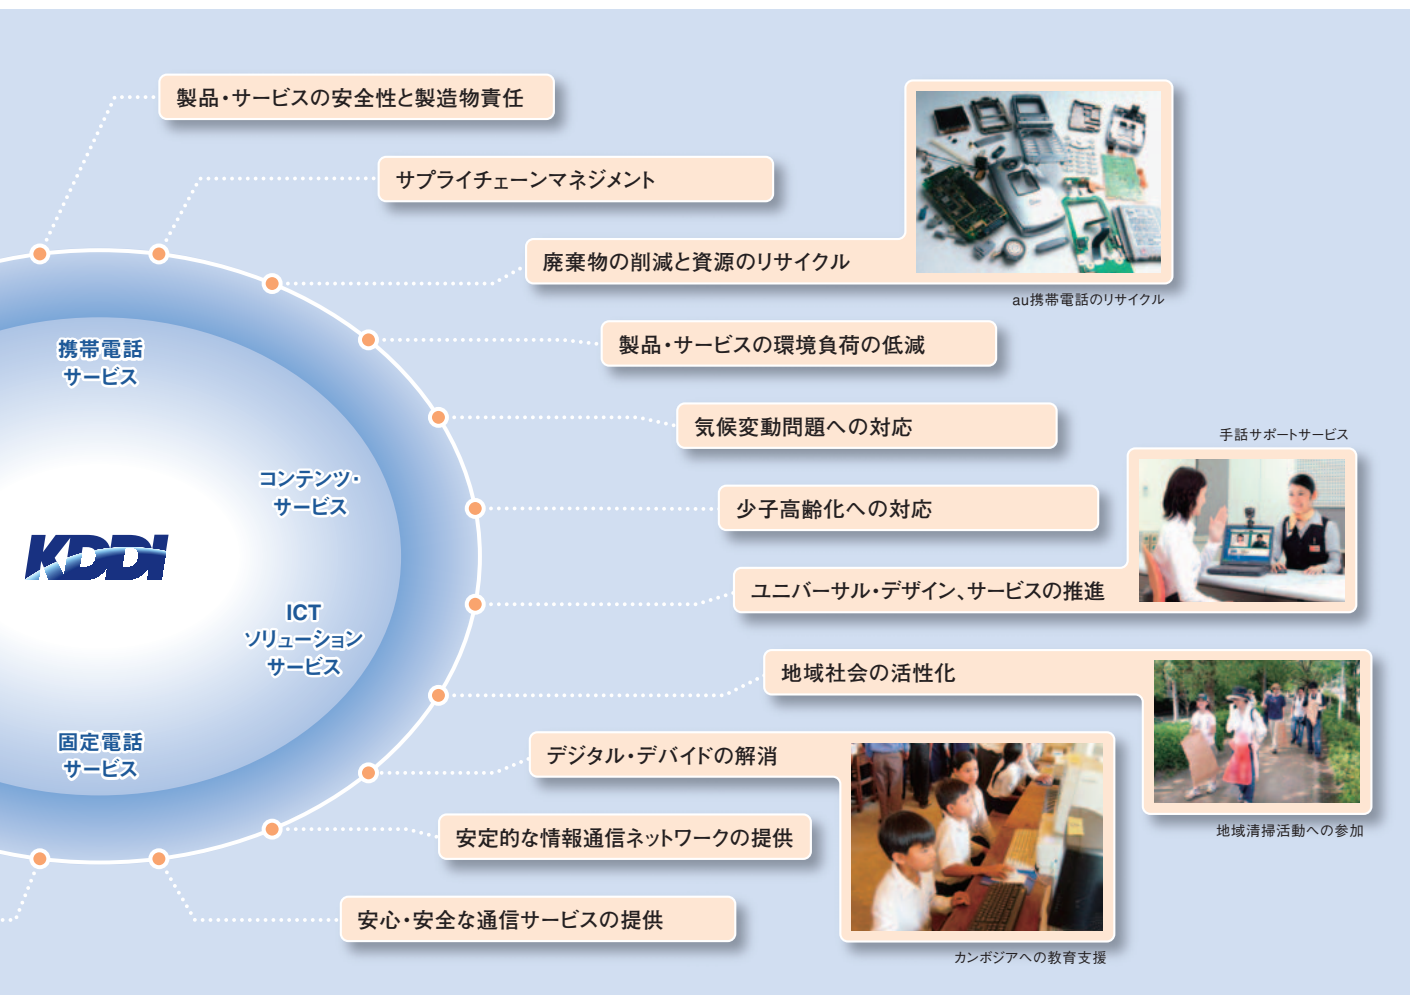 製品・サービスの安全性と製造物責任
サプライチェーンマネジメント
廃棄物の削減と資源のリサイクル
au携帯電話のリサイクル
製品・サービスの環境負荷の低減
気候変動問題への対応
手話サポートサービス
少子高齢化への対応
ユニバーサル・デザイン、サービスの推進
地域社会の活性化
地域清掃活動への参加
デジタル・デバイドの解消
カンボジアへの教育支援
安定的な情報通信ネットワークの提供
安心・安全な通信サービスの提供
携帯電話
サービス
コンテンツ・
サービス
KDDI
ICT
ソリューション
サービス
固定電話
サービス